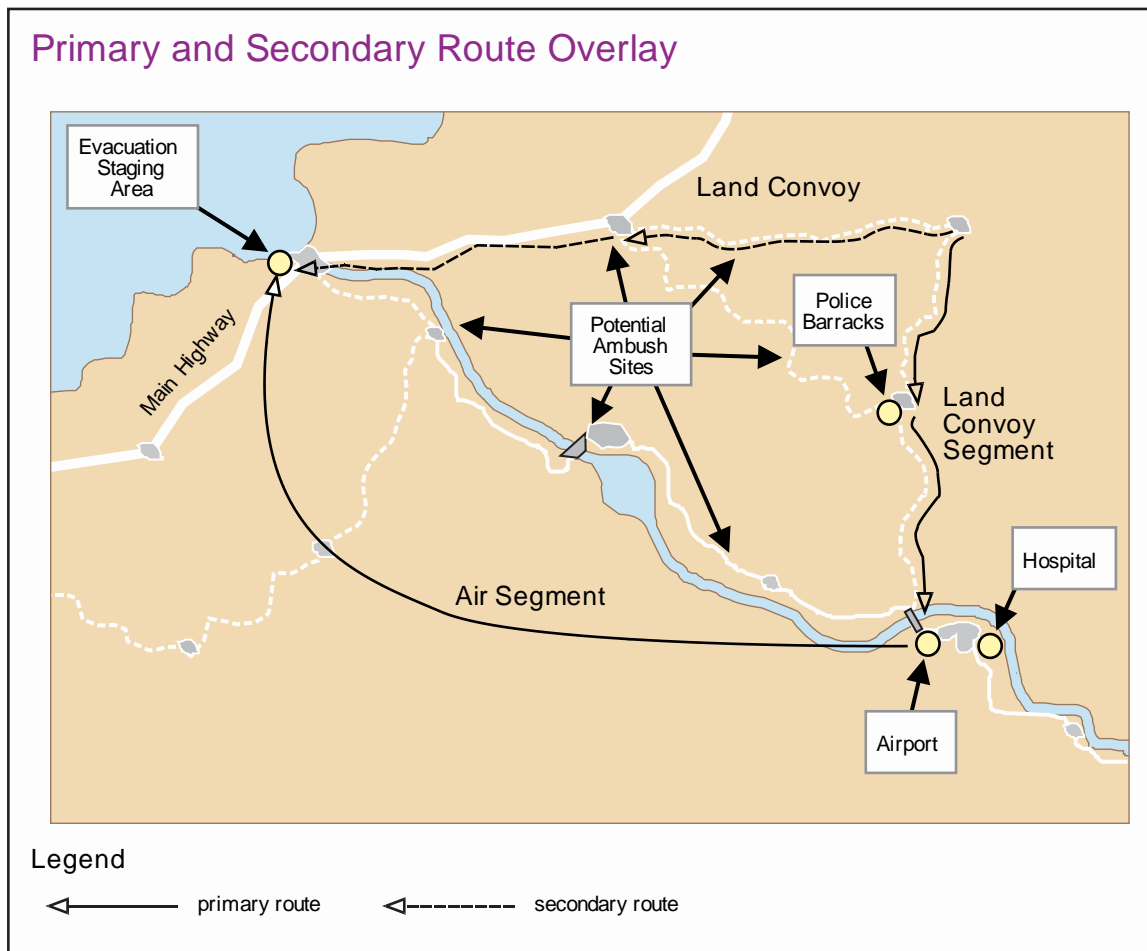 Primary and Secondary Route Overlay
Evacuation
Staging
Area
Land Convoy
Main Highway
Potential
Ambush
Sites
Police
Barracks
Land
Convoy
Segment
Hospital
Air Segment
Airport
Legend
primary route
secondary route